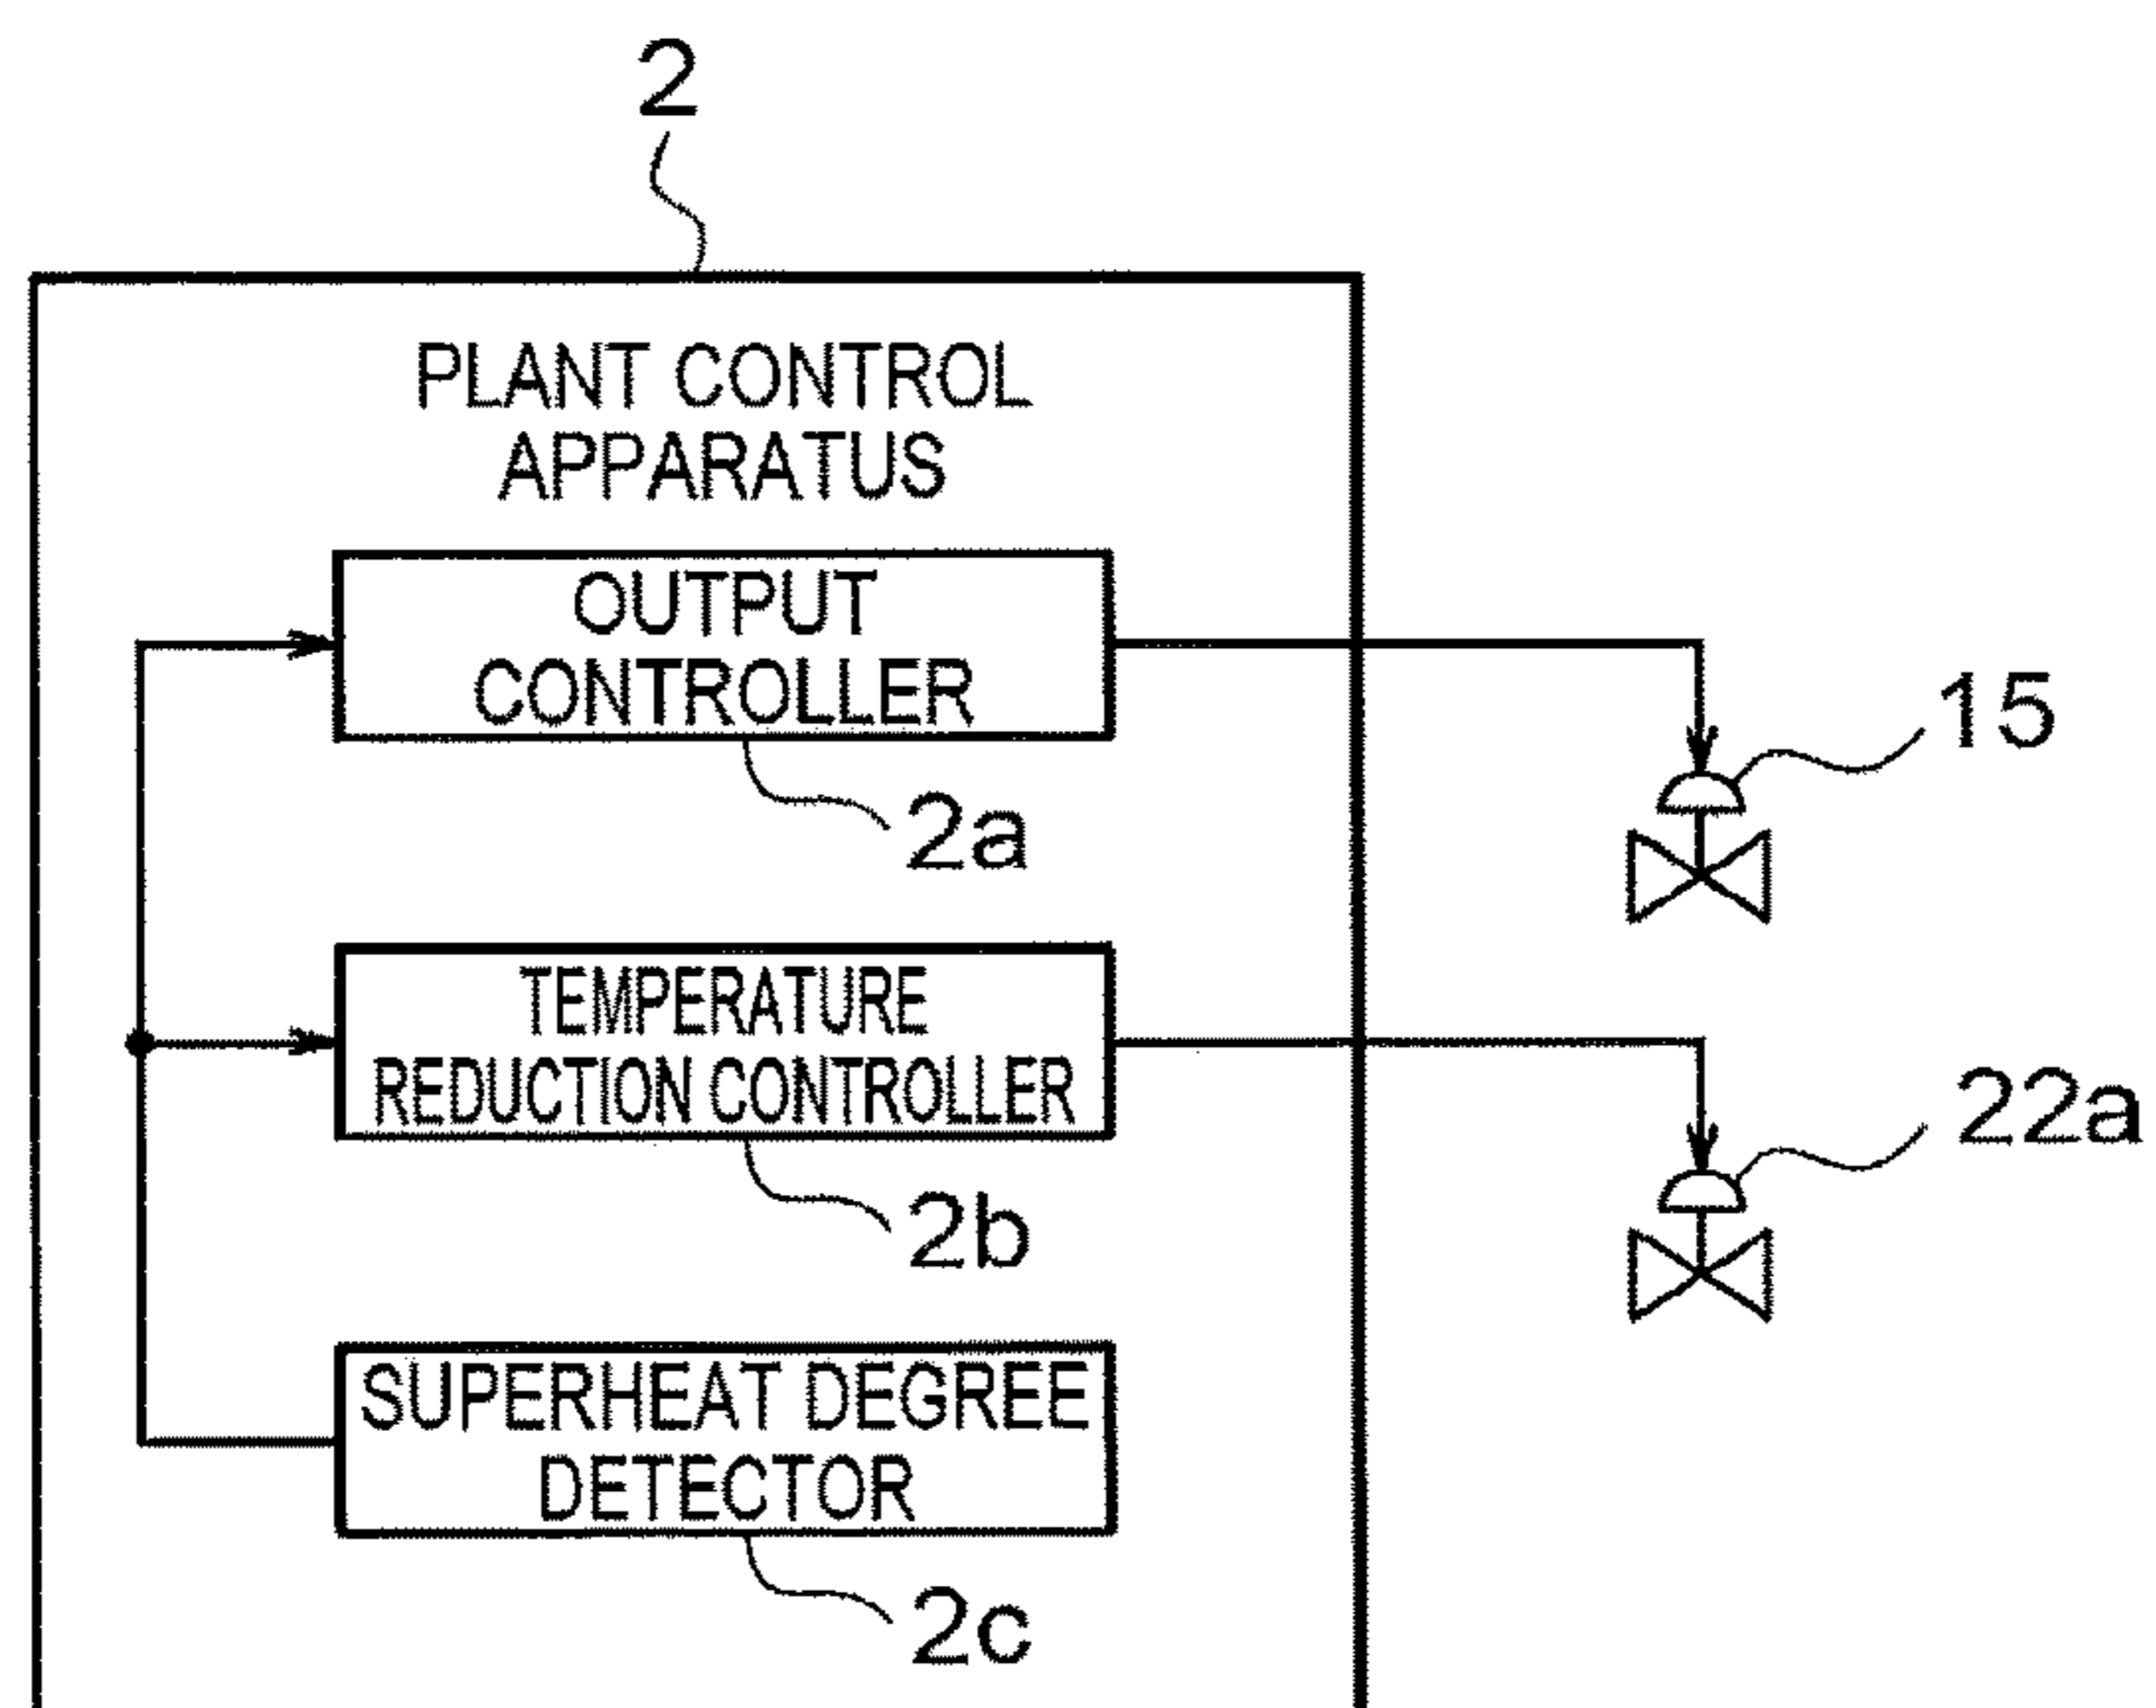 2
PLANT CONTROL
APPARATUS
OUTPUT
CONTROLLER
15
2a
TEMPERATURE
REDUCTION CONTROLLER
22a
2b
SUPERHEAT DEGREE
DETECTOR
2c